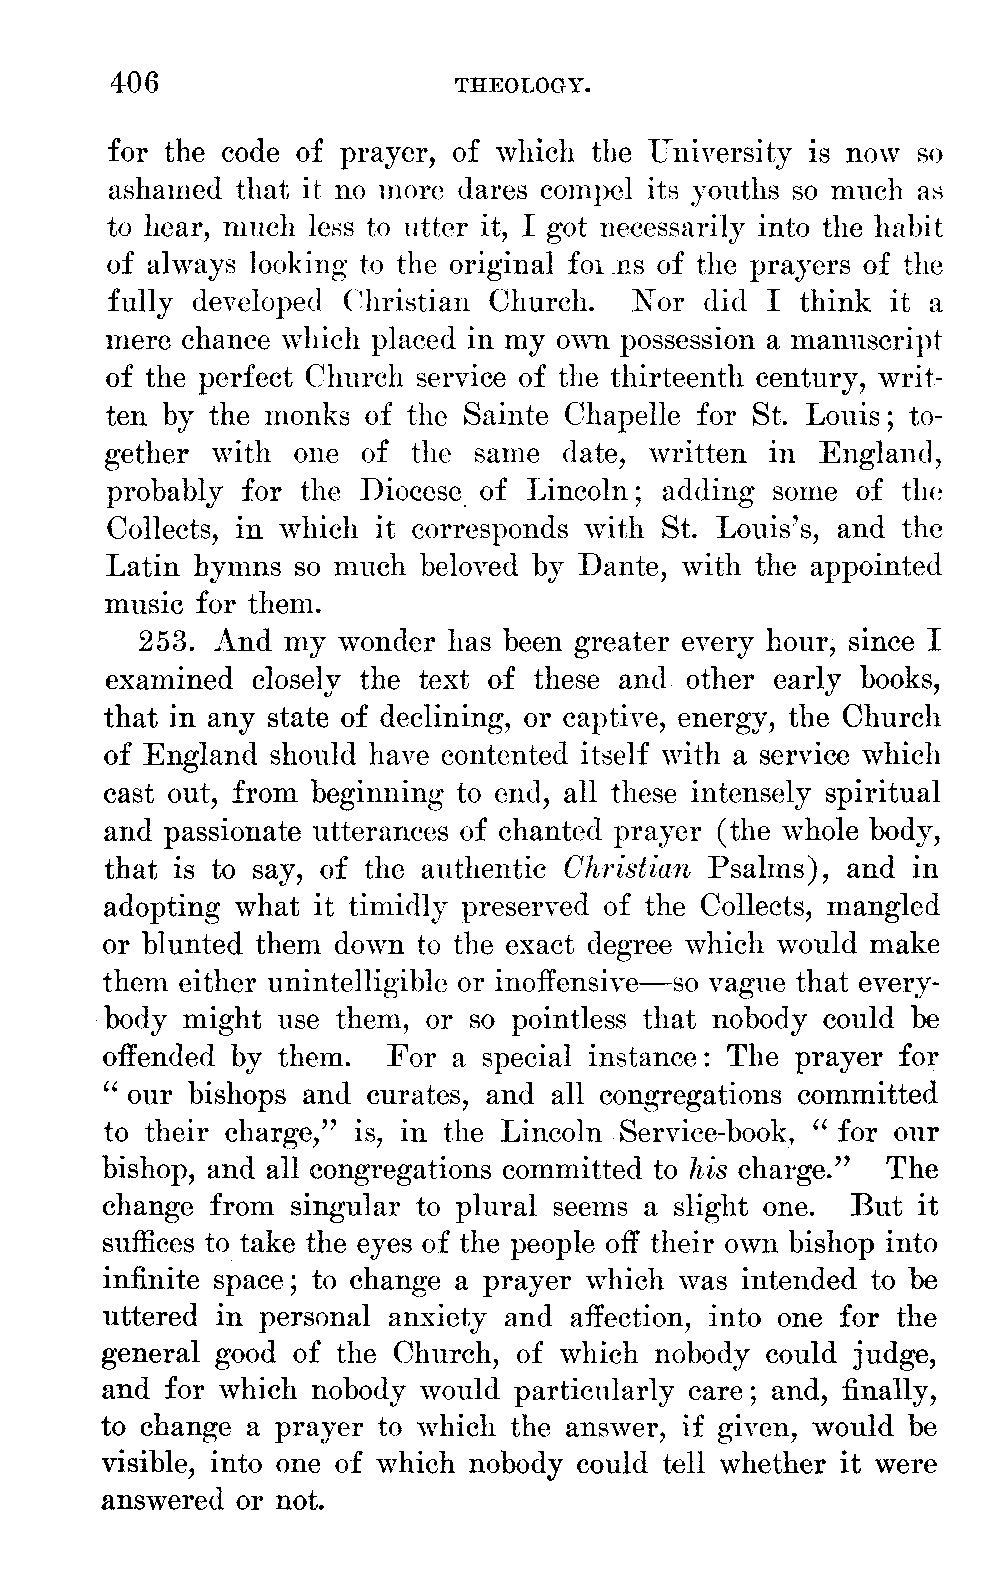 406 THEOLOGY.
for the code of prayer, of which the University is now so
ashamed that it no more dares compel its youths so much as
to hear, much less to utter it, I got necessarily into the habit
of always looking to the original forms of the prayers of the
fully developed Christian Church. Nor did I think it a
mere chance which placed in my own possession a manuscript
of the perfect Church service of the thirteenth century, writ-
ten by the monks of the Sainte Chapelle for St. Louis; to-
gether with one of the same date, written in England,
probably for the Diocese of Lincoln; adding some of the
Collects, in which it corresponds with St. Louis's, and the
Latin hymns so much beloved by Dante, with the appointed
music for them.
253. And my wonder has been greater every hour, since I
examined closely the text of these and other early books,
that in any state of declining, or captive, energy, the Church
of England should have contented itself with a service which
cast out, from beginning to end, all these intensely spiritual
and passionate utterances of chanted prayer (the whole body,
that is to say, of the authentic Christian Psalms), and in
adopting what it timidly preserved of the Collects, mangled
or blunted them down to the exact degree which would make
them either unintelligible or inoffensive—so vague that every-
body might use them, or so pointless that nobody could be
offended by them. For a special instance: The prayer for
“our bishops and curates, and all congregations committed
to their charge,” is, in the Lincoln Service-book, “for our
bishop, and all congregations committed to his charge.” The
change from singular to plural seems a slight one. But it
suffices to take the eyes of the people off their own bishop into
infinite space; to change a prayer which was intended to be
uttered in personal anxiety and affection, into one for the
general good of the Church, of which nobody could judge,
and for which nobody would particularly care; and, finally,
to change a prayer to which the answer, if given, would be
visible, into one of which nobody could tell whether it were
answered or not.